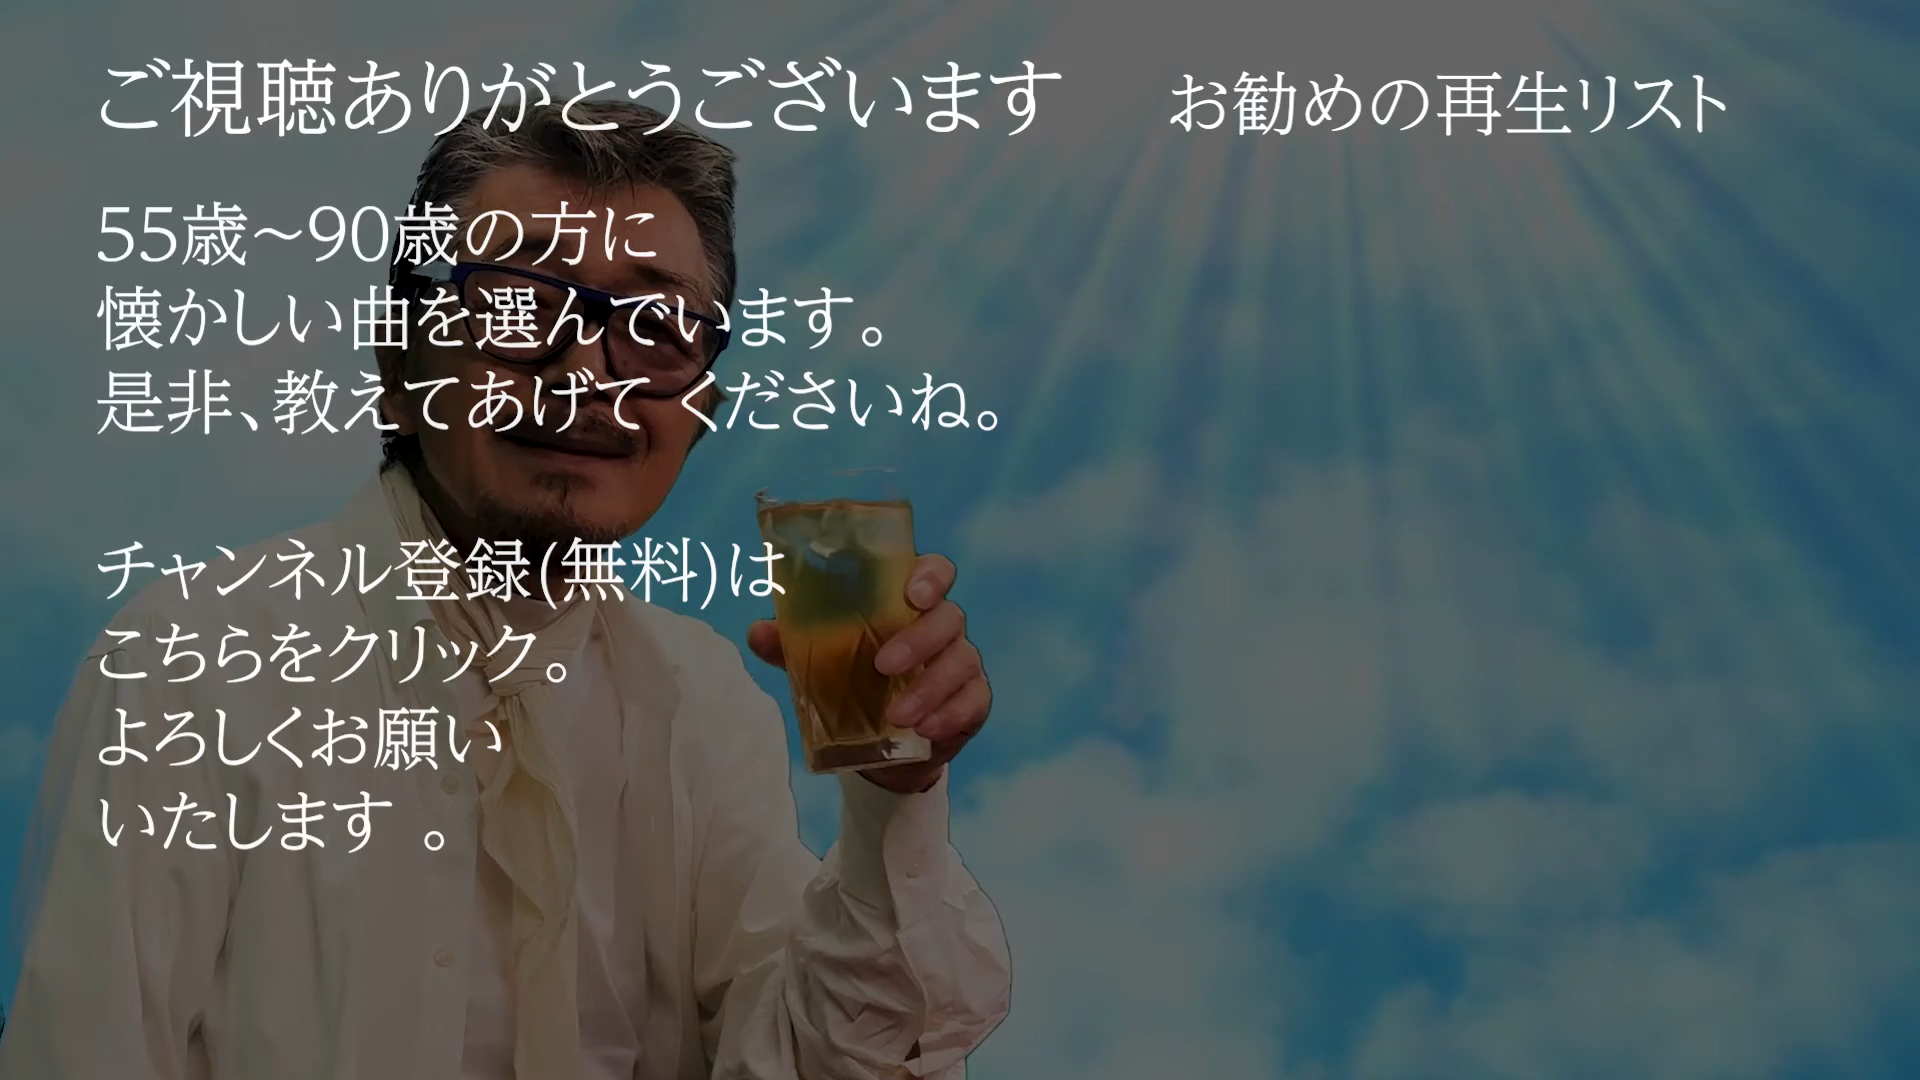 ご視聴ありがとうございます
お勧めの再生リスト
55歳～90歳の方に
懐かしい曲を選んでいます。
是非、教えてあげて くださいね。
チャンネル登録(無料)は
こちらをクリック。
よろしくお願い
いたします 。